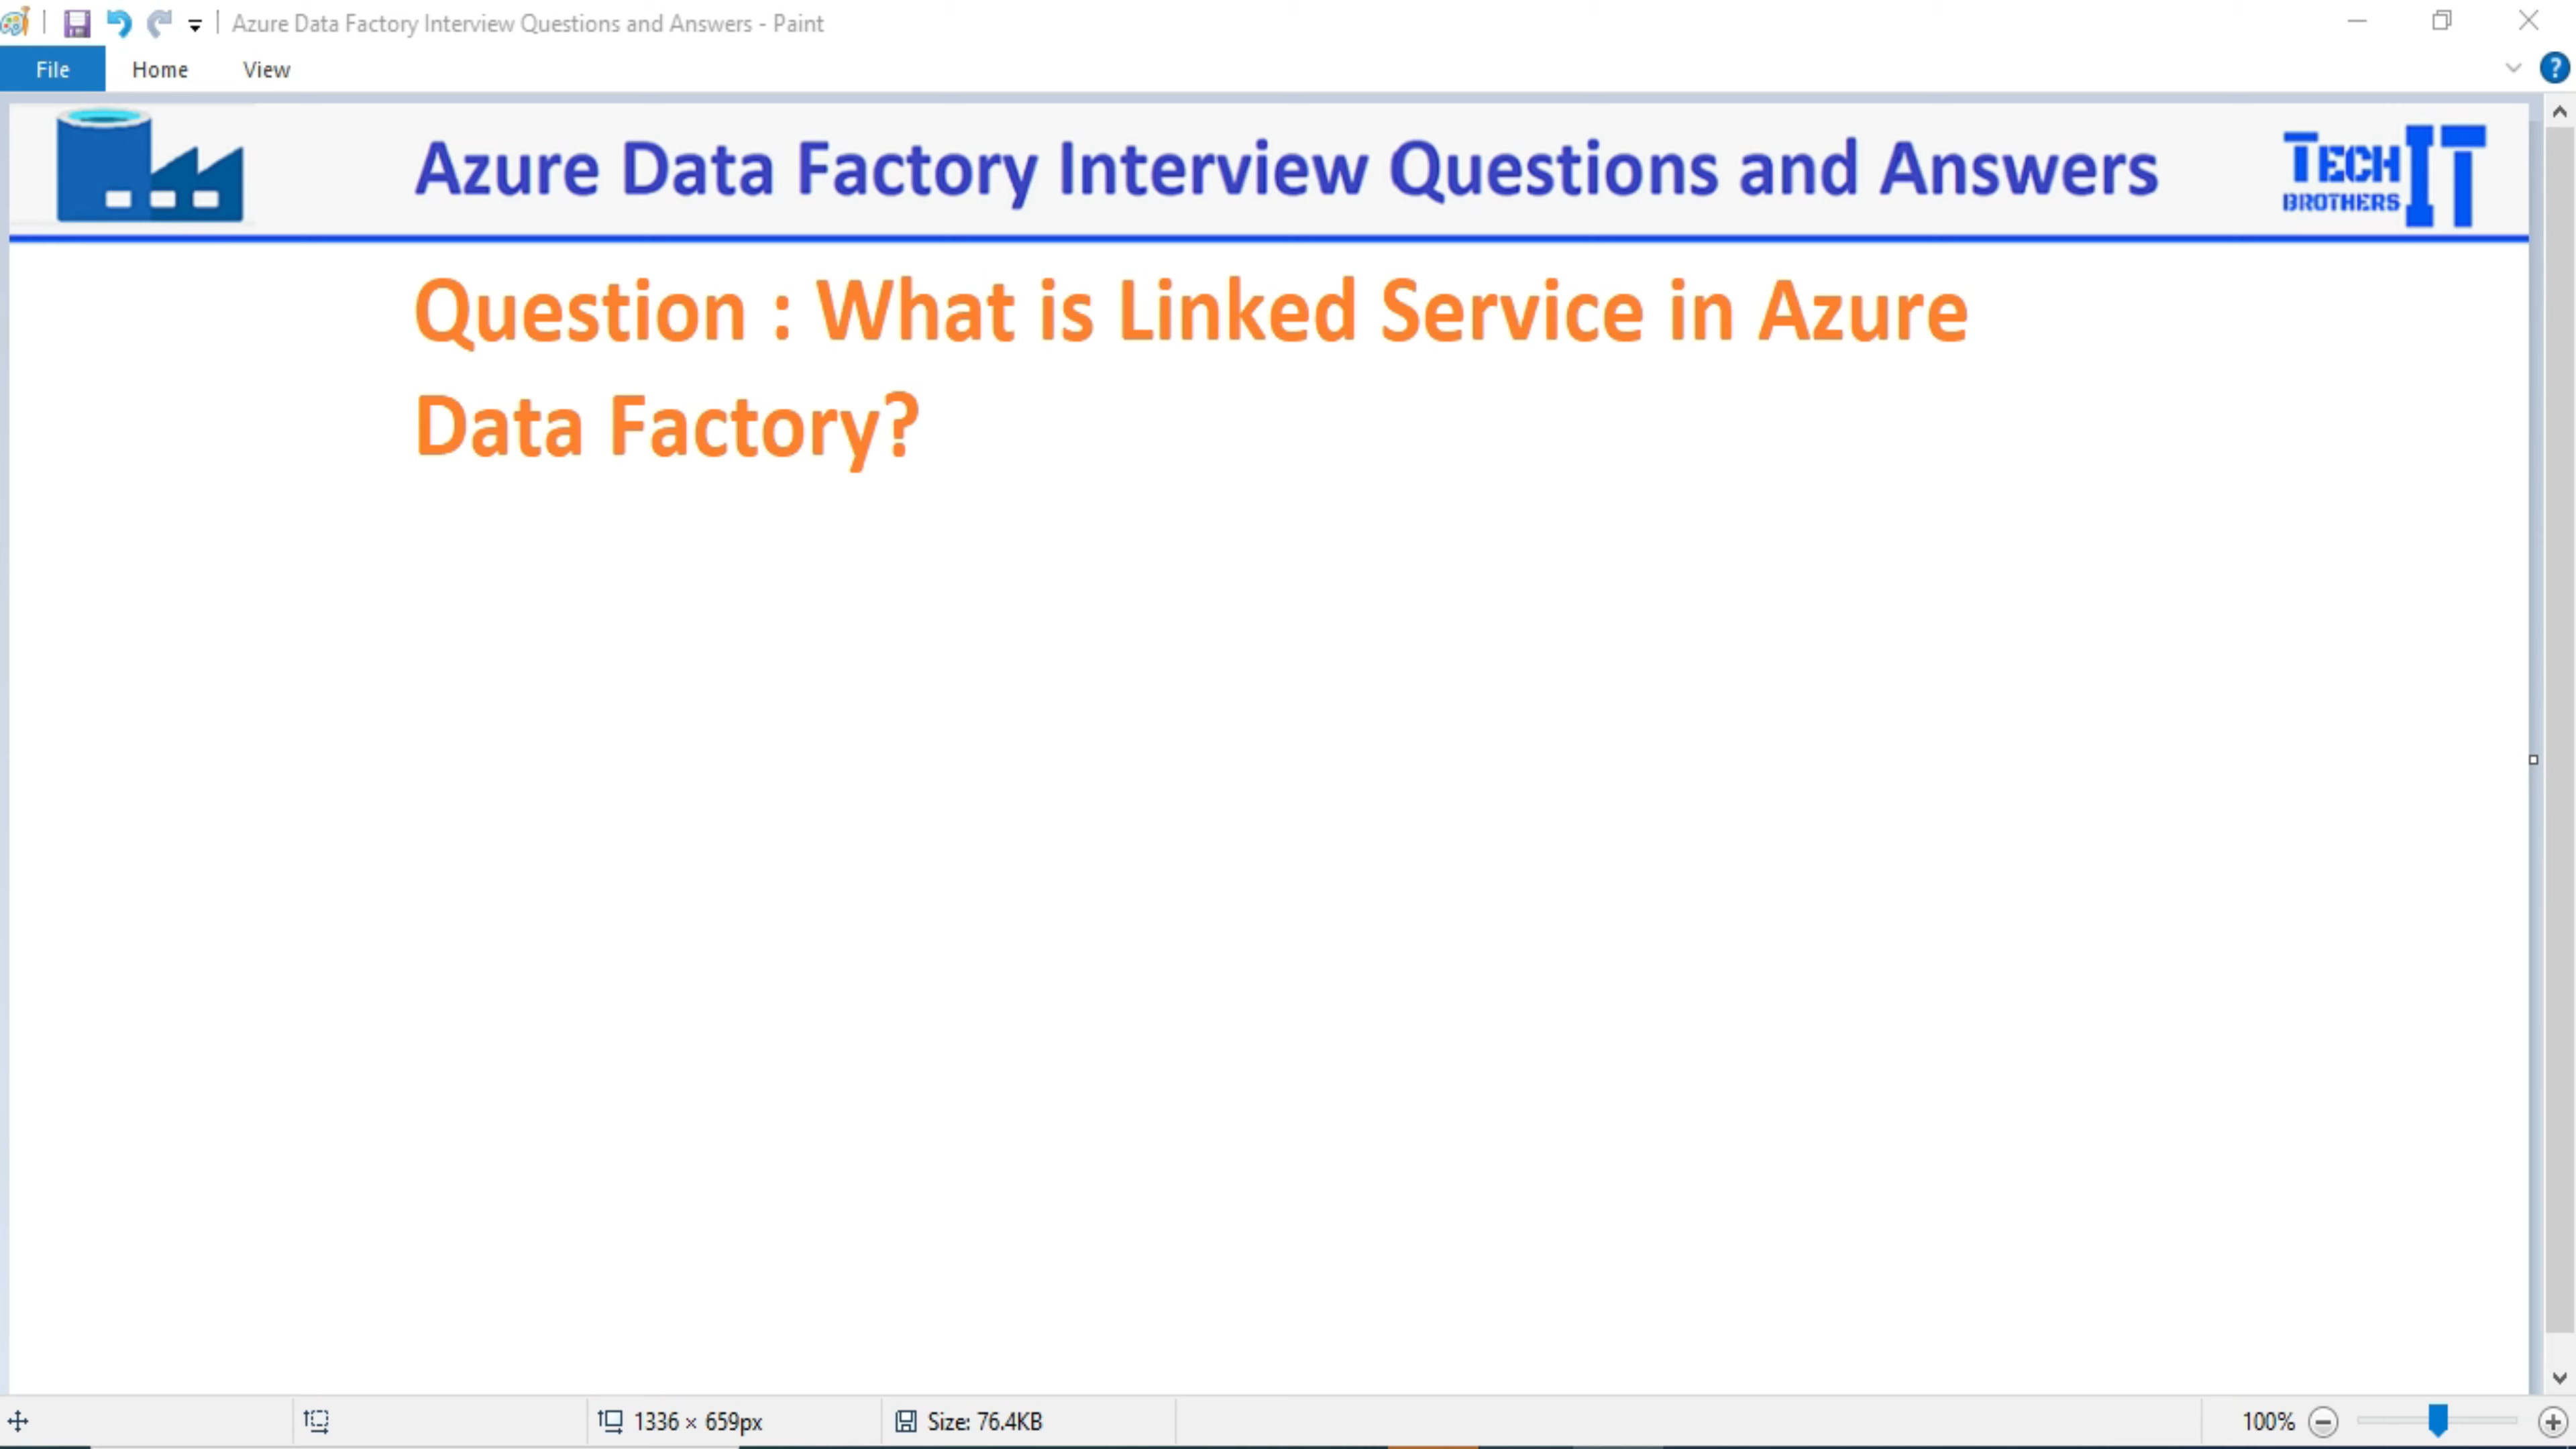 Azure Data Factory Interview Questions and Answers - Paint
File Home View
Azure Data Factory Interview Questions and Answers
TECH IT
BROTHERS
Question : What is Linked Service in Azure
Data Factory?
1336 × 659px Size: 76.4KB 100%